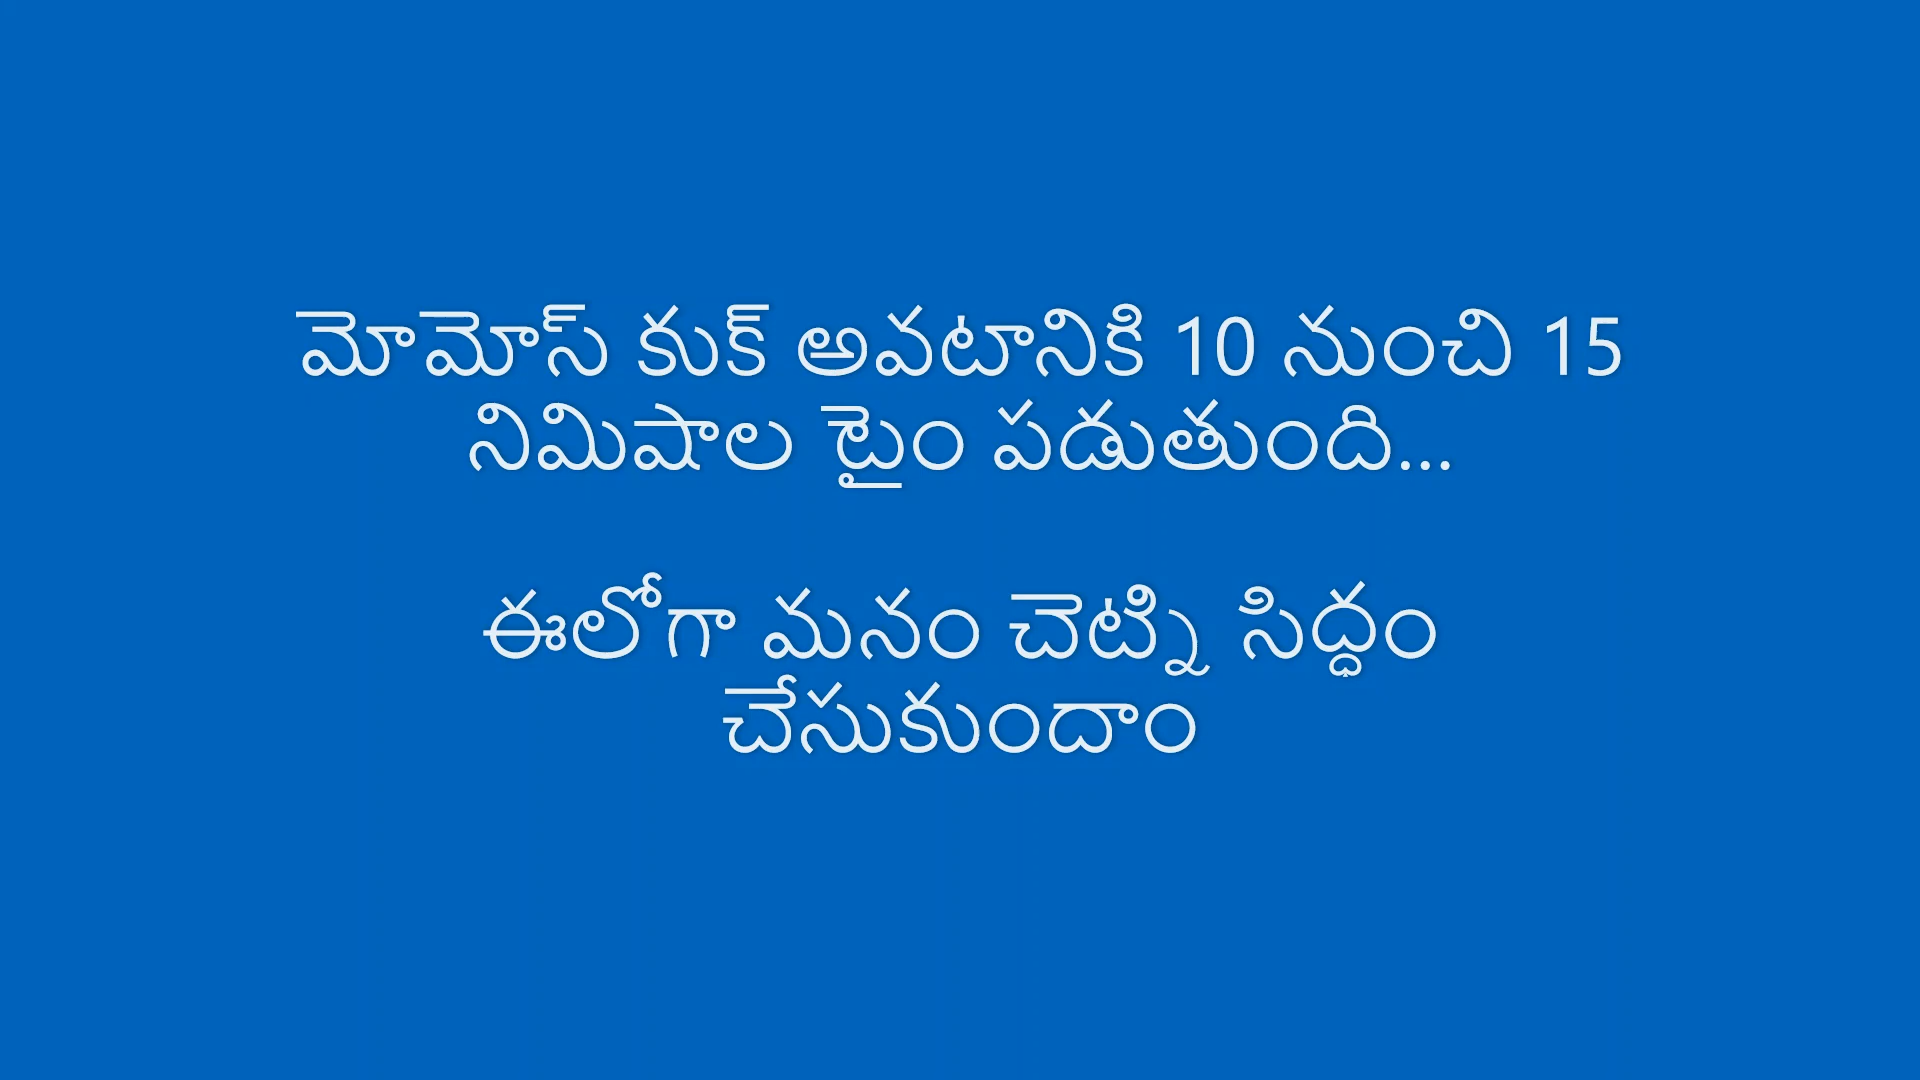 మోమోస్ కుక్ అవటానికి 10 నుంచి 15
నిమిషాల టైం పడుతుంది...
ఈలోగా మనం చెట్ని సిద్ధం
చేసుకుందాం